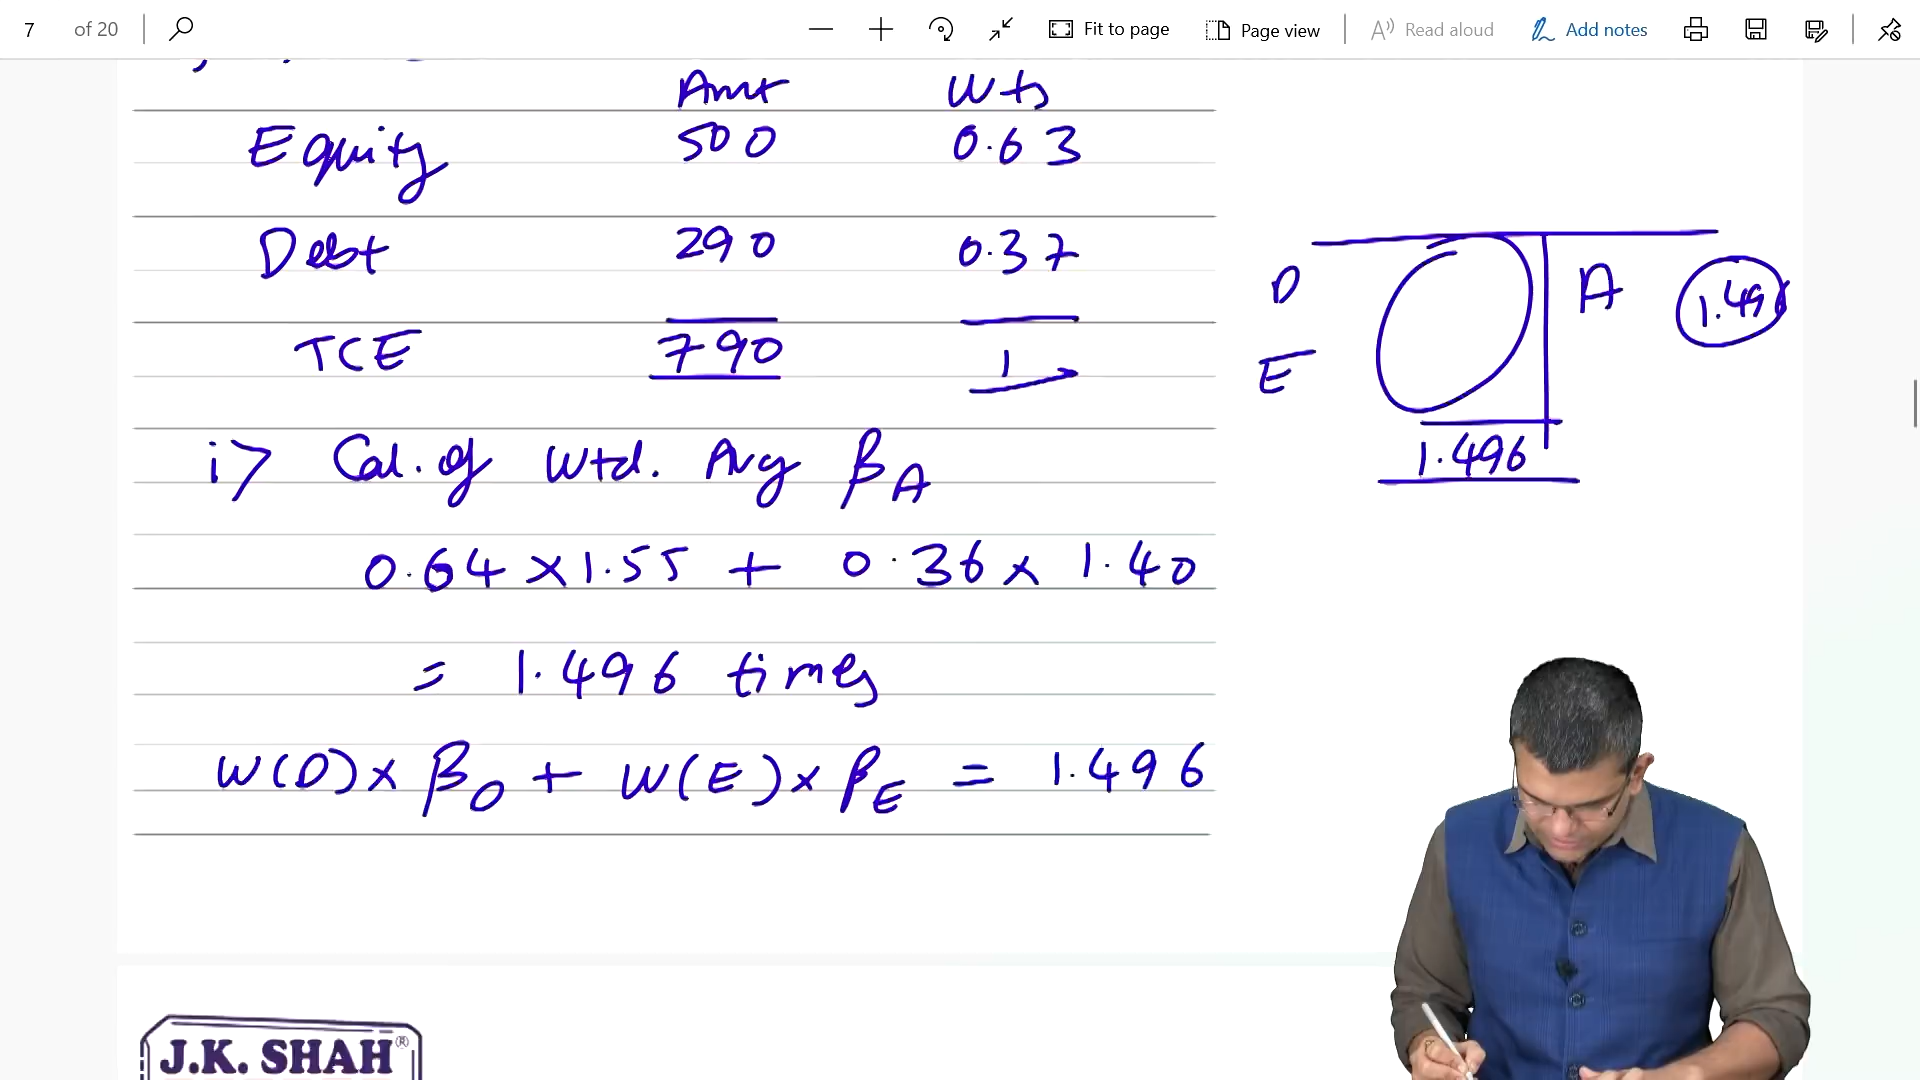 7 of 20 Fit to page Page view Read aloud Add notes
Amt Wts
Equity 500 0.63
Debt 290 0.37
TCE 790 1
D A 1.496
E
1.496
i) Cal. of Wtd. Avg βA
0.64 × 1.55 + 0.36 × 1.40
= 1.496 times
W(D) × βD + W(E) × βE = 1.496
J.K. SHAH®